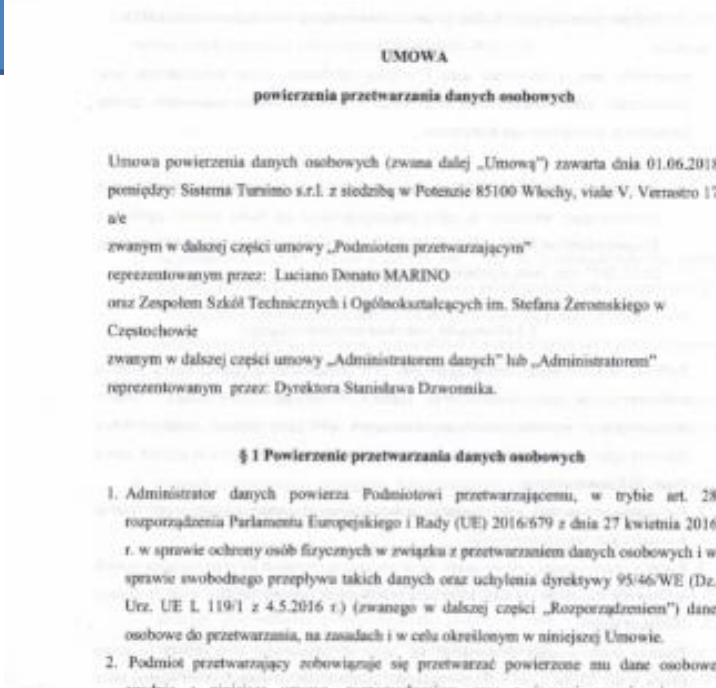 UMOWA
powierzenia przetwarzania danych osobowych
Umowa powierzenia danych osobowych (zwana dalej „Umową”) zawarta dnia 01.06.2018
pomiędzy: Sistema Tursimo s.r.l. z siedzibą w Potenzie 85100 Włochy, viale V. Verrastro 17
a/e
zwanym w dalszej części umowy „Podmiotem przetwarzającym”
reprezentowanym przez: Luciano Donato MARINO
oraz Zespołem Szkół Technicznych i Ogólnokształcących im. Stefana Żeromskiego w
Częstochowie
zwanym w dalszej części umowy „Administratorem danych” lub „Administratorem”
reprezentowanym przez: Dyrektora Stanisława Dzwonnika.
§ 1 Powierzenie przetwarzania danych osobowych
1. Administrator danych powierza Podmiotowi przetwarzającemu, w trybie art. 28
rozporządzenia Parlamentu Europejskiego i Rady (UE) 2016/679 z dnia 27 kwietnia 2016
r. w sprawie ochrony osób fizycznych w związku z przetwarzaniem danych osobowych i w
sprawie swobodnego przepływu takich danych oraz uchylenia dyrektywy 95/46/WE (Dz.
Urz. UE L 119/1 z 4.5.2016 r.) (zwanego w dalszej części „Rozporządzeniem”) dane
osobowe do przetwarzania, na zasadach i w celu określonym w niniejszej Umowie.
2. Podmiot przetwarzający zobowiązuje się przetwarzać powierzone mu dane osobowe